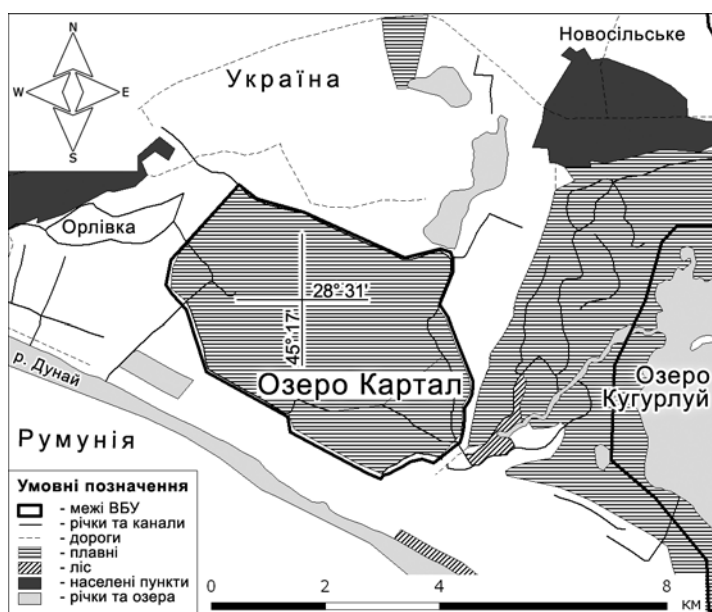 N
W E
S
Україна
Новосільське
Орлівка
28° 31'
45° 17'
р. Дунай
Озеро Картал
Озеро
Кугурлуй
Румунія
Умовні позначення
- межі ВБУ
- річки та канали
- дороги
- плавні
- ліс
- населені пункти
- річки та озера
0 2 4 8
км